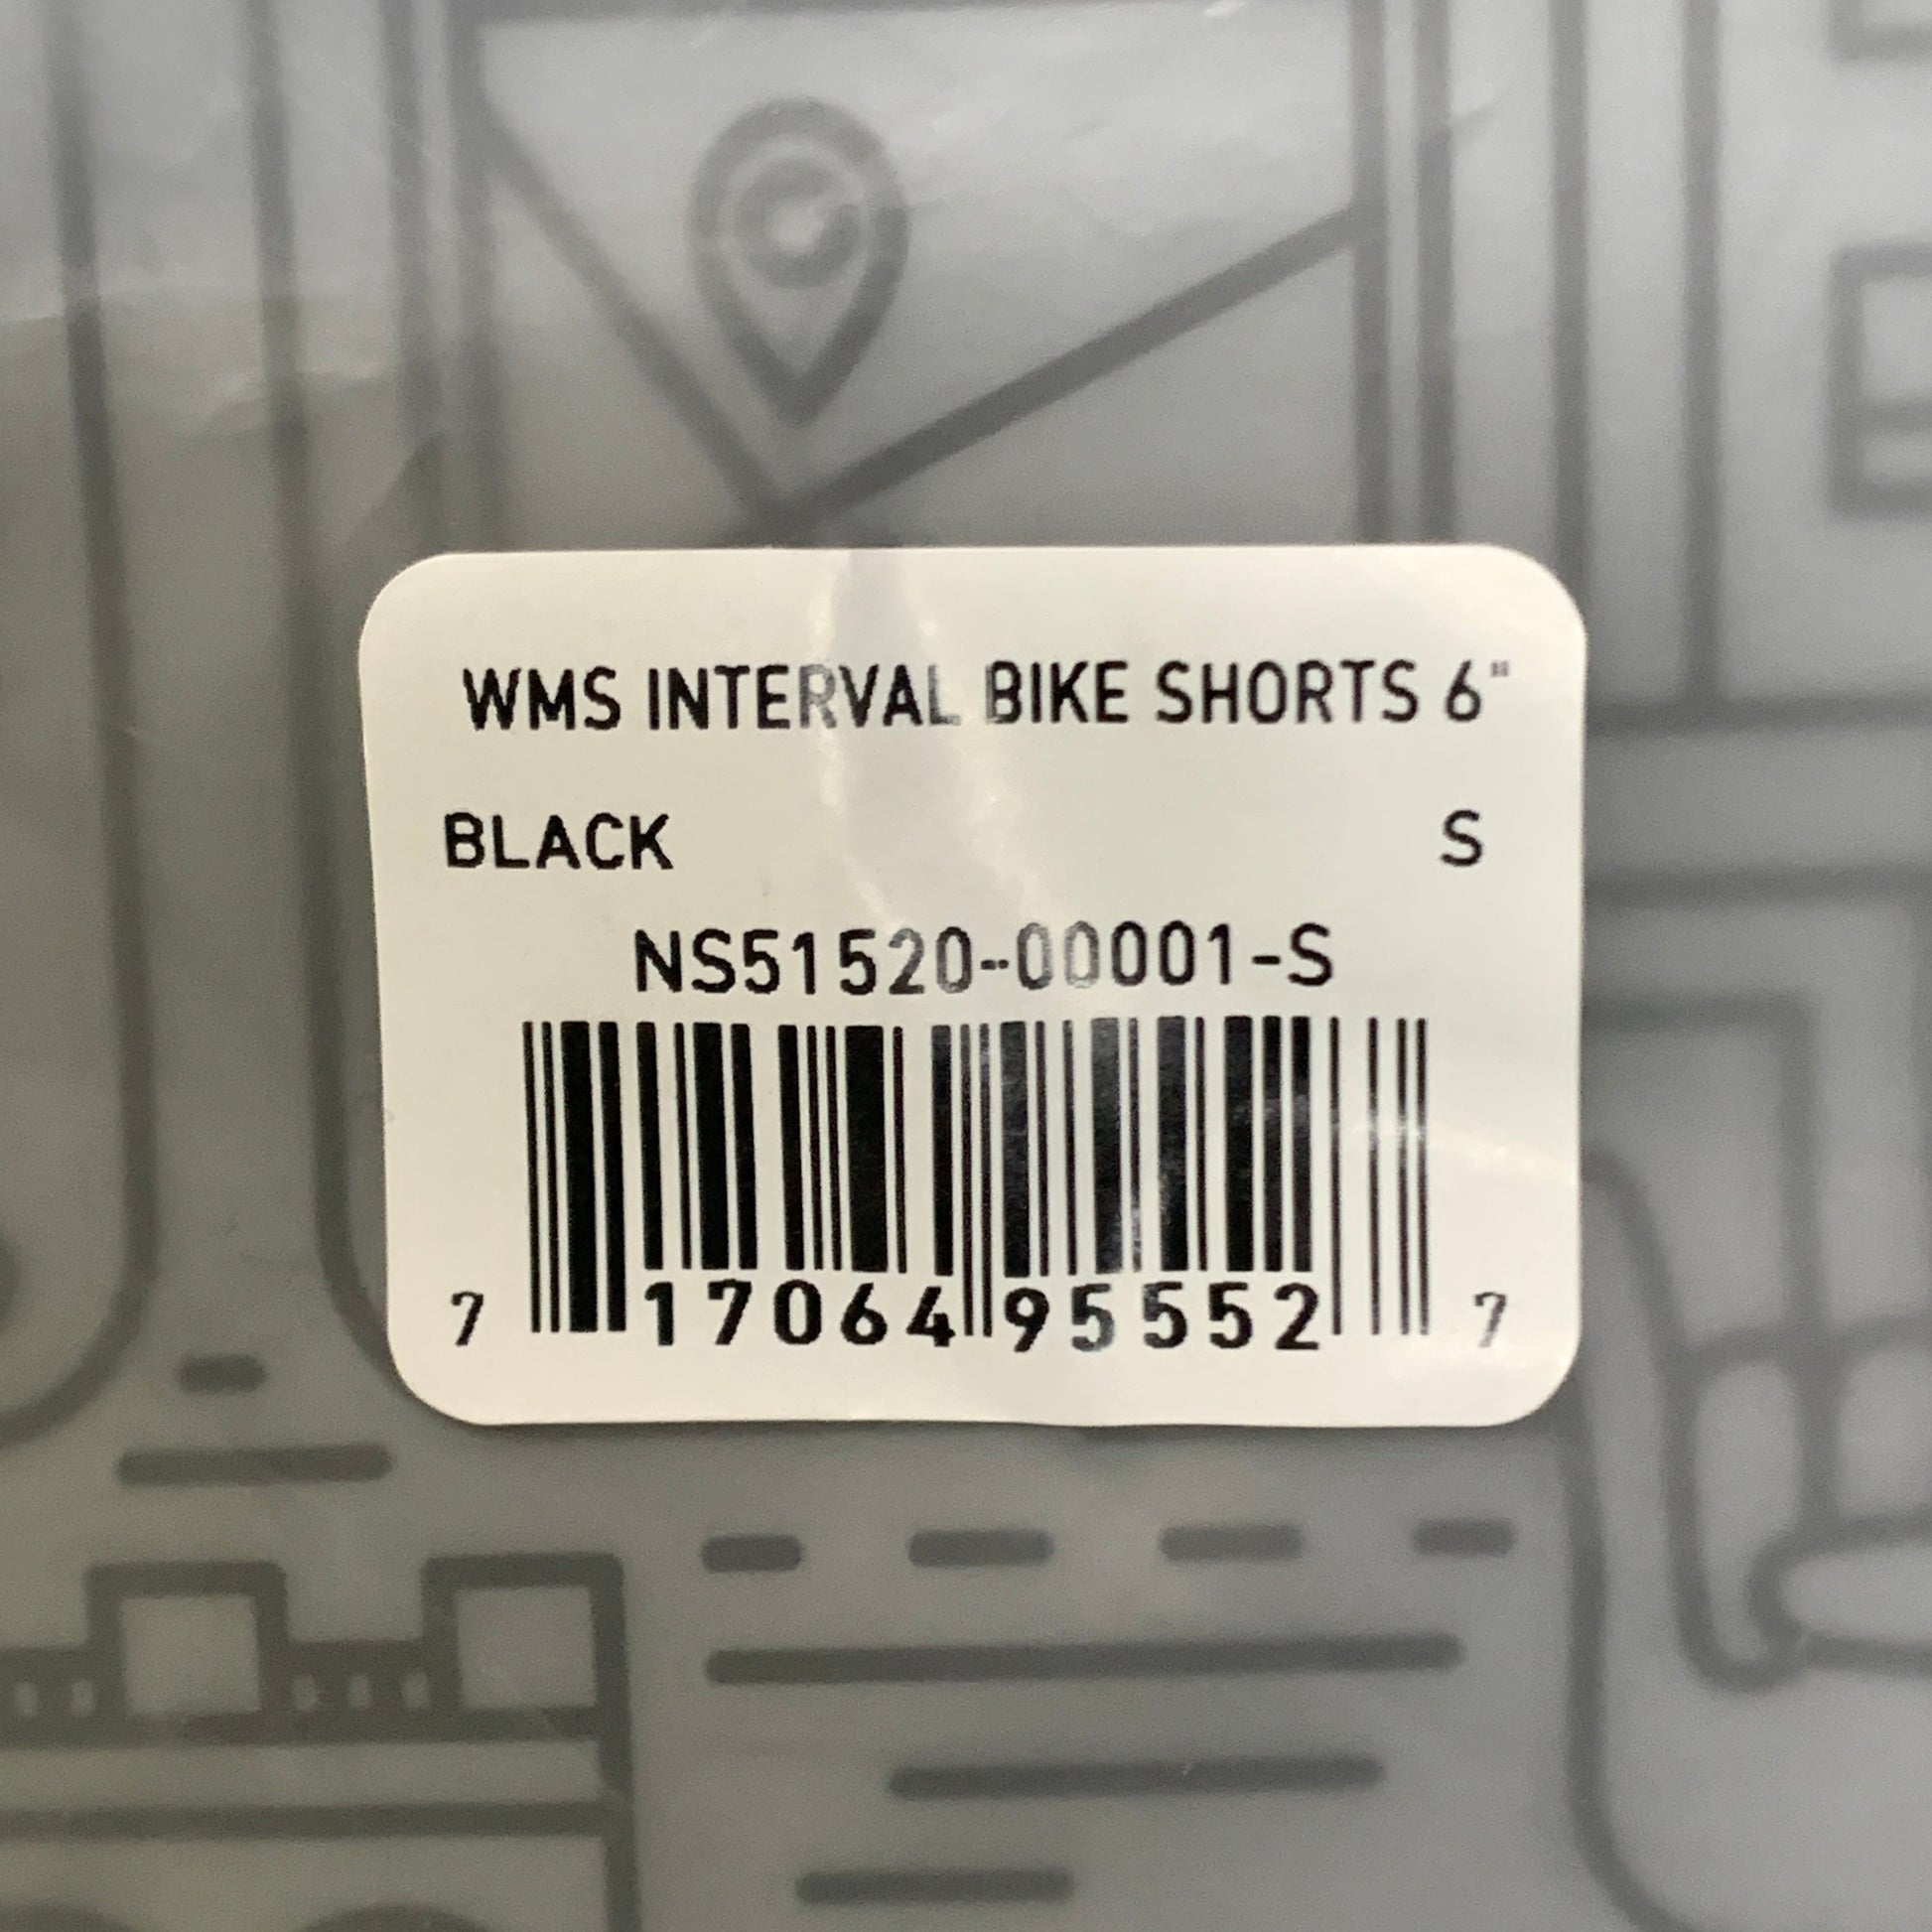 WMS INTERVAL BIKE SHORTS 6"
BLACK S
NS51520-00001-S
7 17064 95552 7